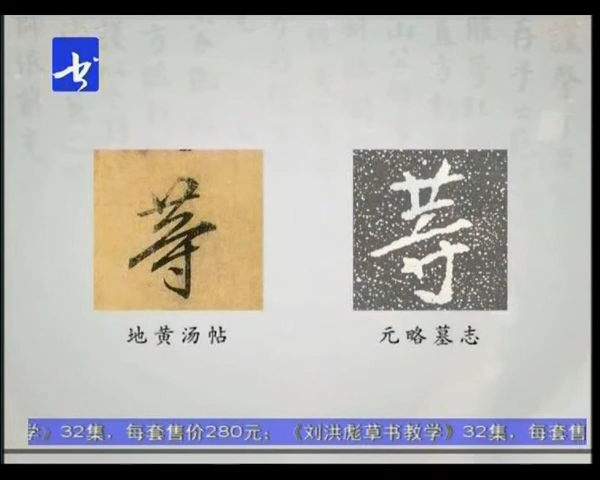 书
等 等
地黄汤帖 元略墓志
学》32集，每套售价280元；《刘洪彪草书教学》32集，每套售